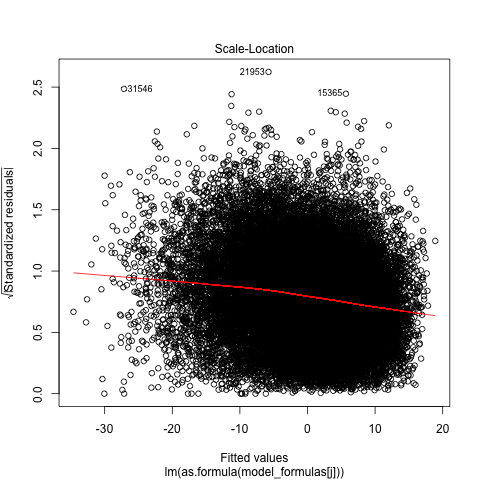 Scale-Location
21953
31546
15365
√|Standardized residuals|
2.5
2.0
1.5
1.0
0.5
0.0
-30 -20 -10 0 10 20
Fitted values
lm(as.formula(model_formulas[j]))